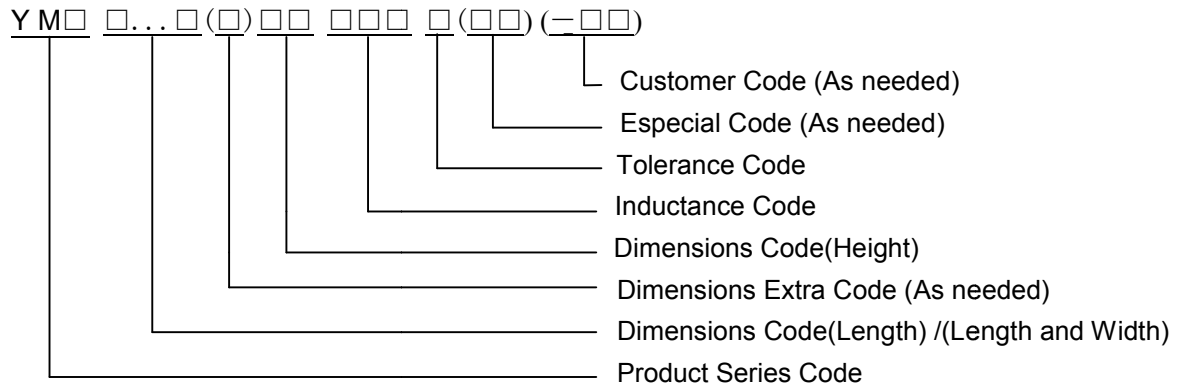 YM□ □...□(□)□□ □□□ □(□□)(-□□)
Customer Code (As needed)
Especial Code (As needed)
Tolerance Code
Inductance Code
Dimensions Code(Height)
Dimensions Extra Code (As needed)
Dimensions Code(Length) /(Length and Width)
Product Series Code